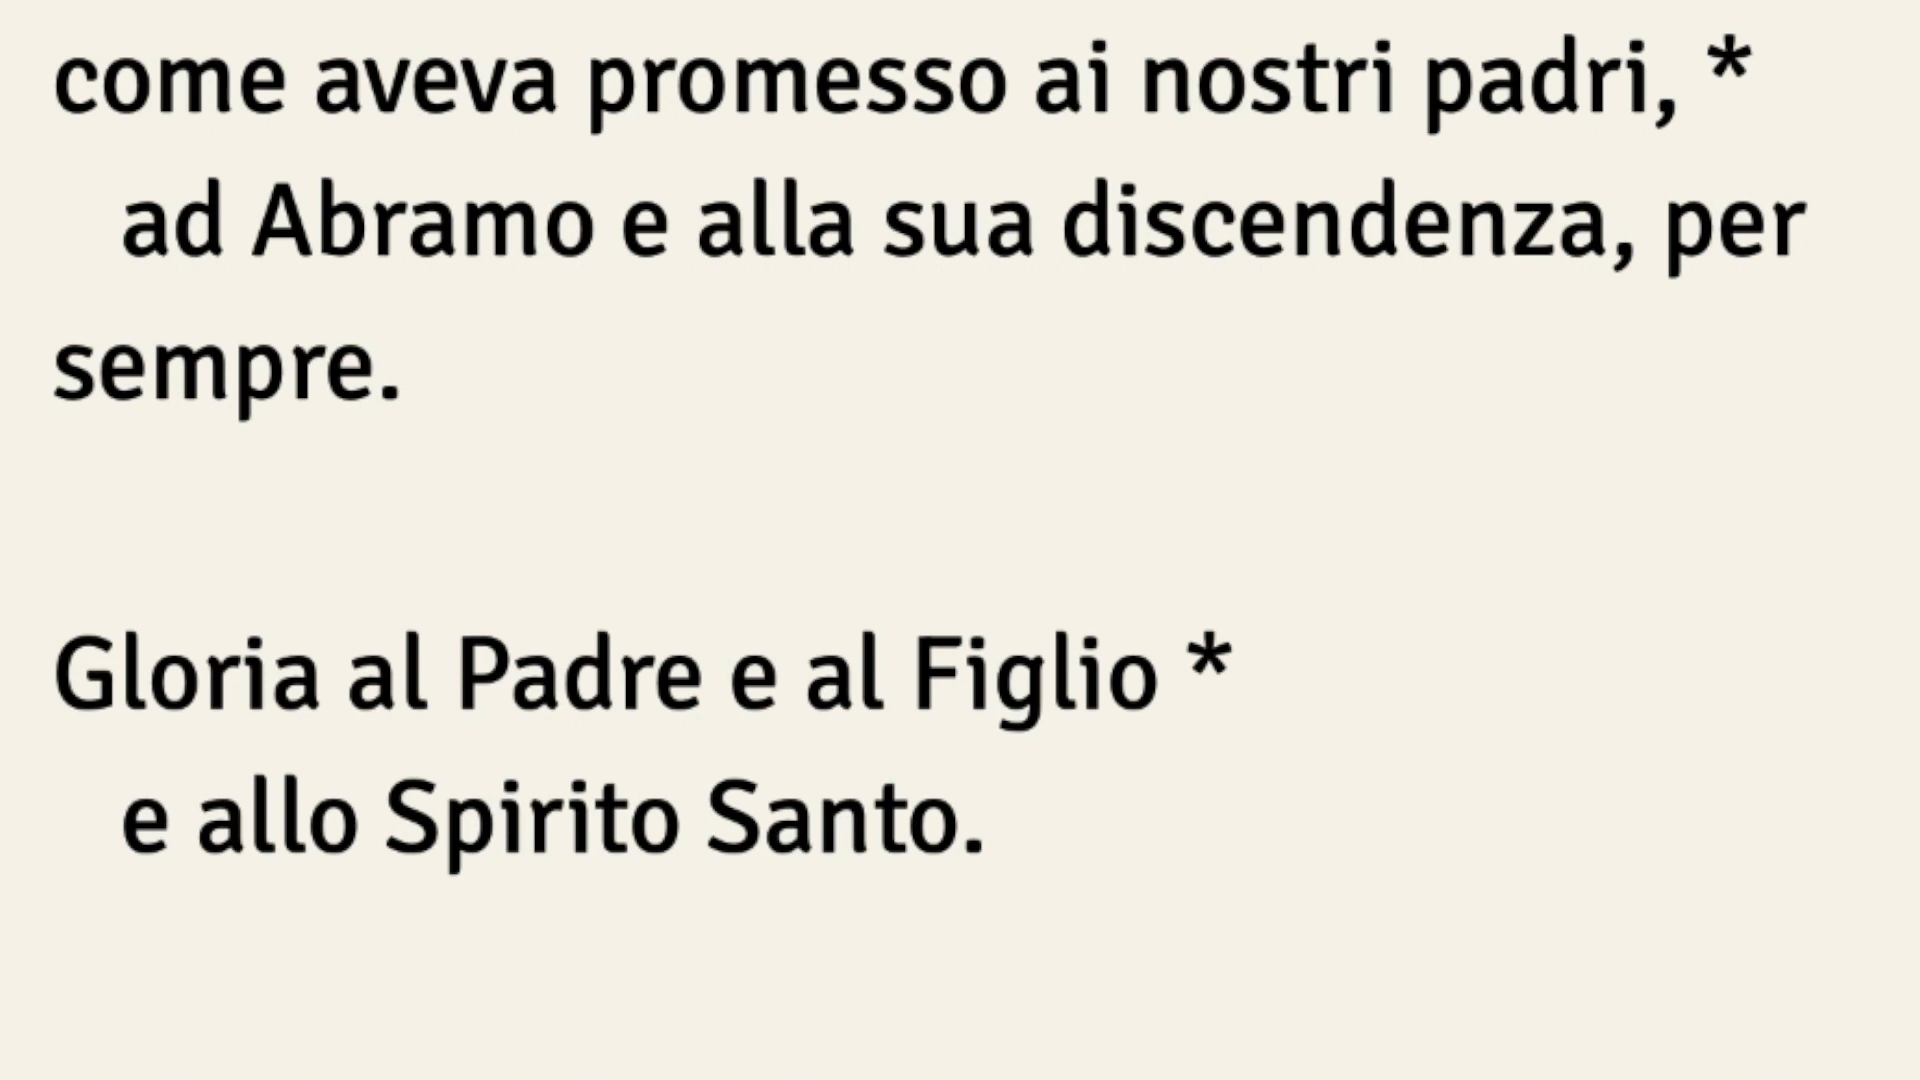 come aveva promesso ai nostri padri, *
ad Abramo e alla sua discendenza, per
sempre.
Gloria al Padre e al Figlio *
e allo Spirito Santo.